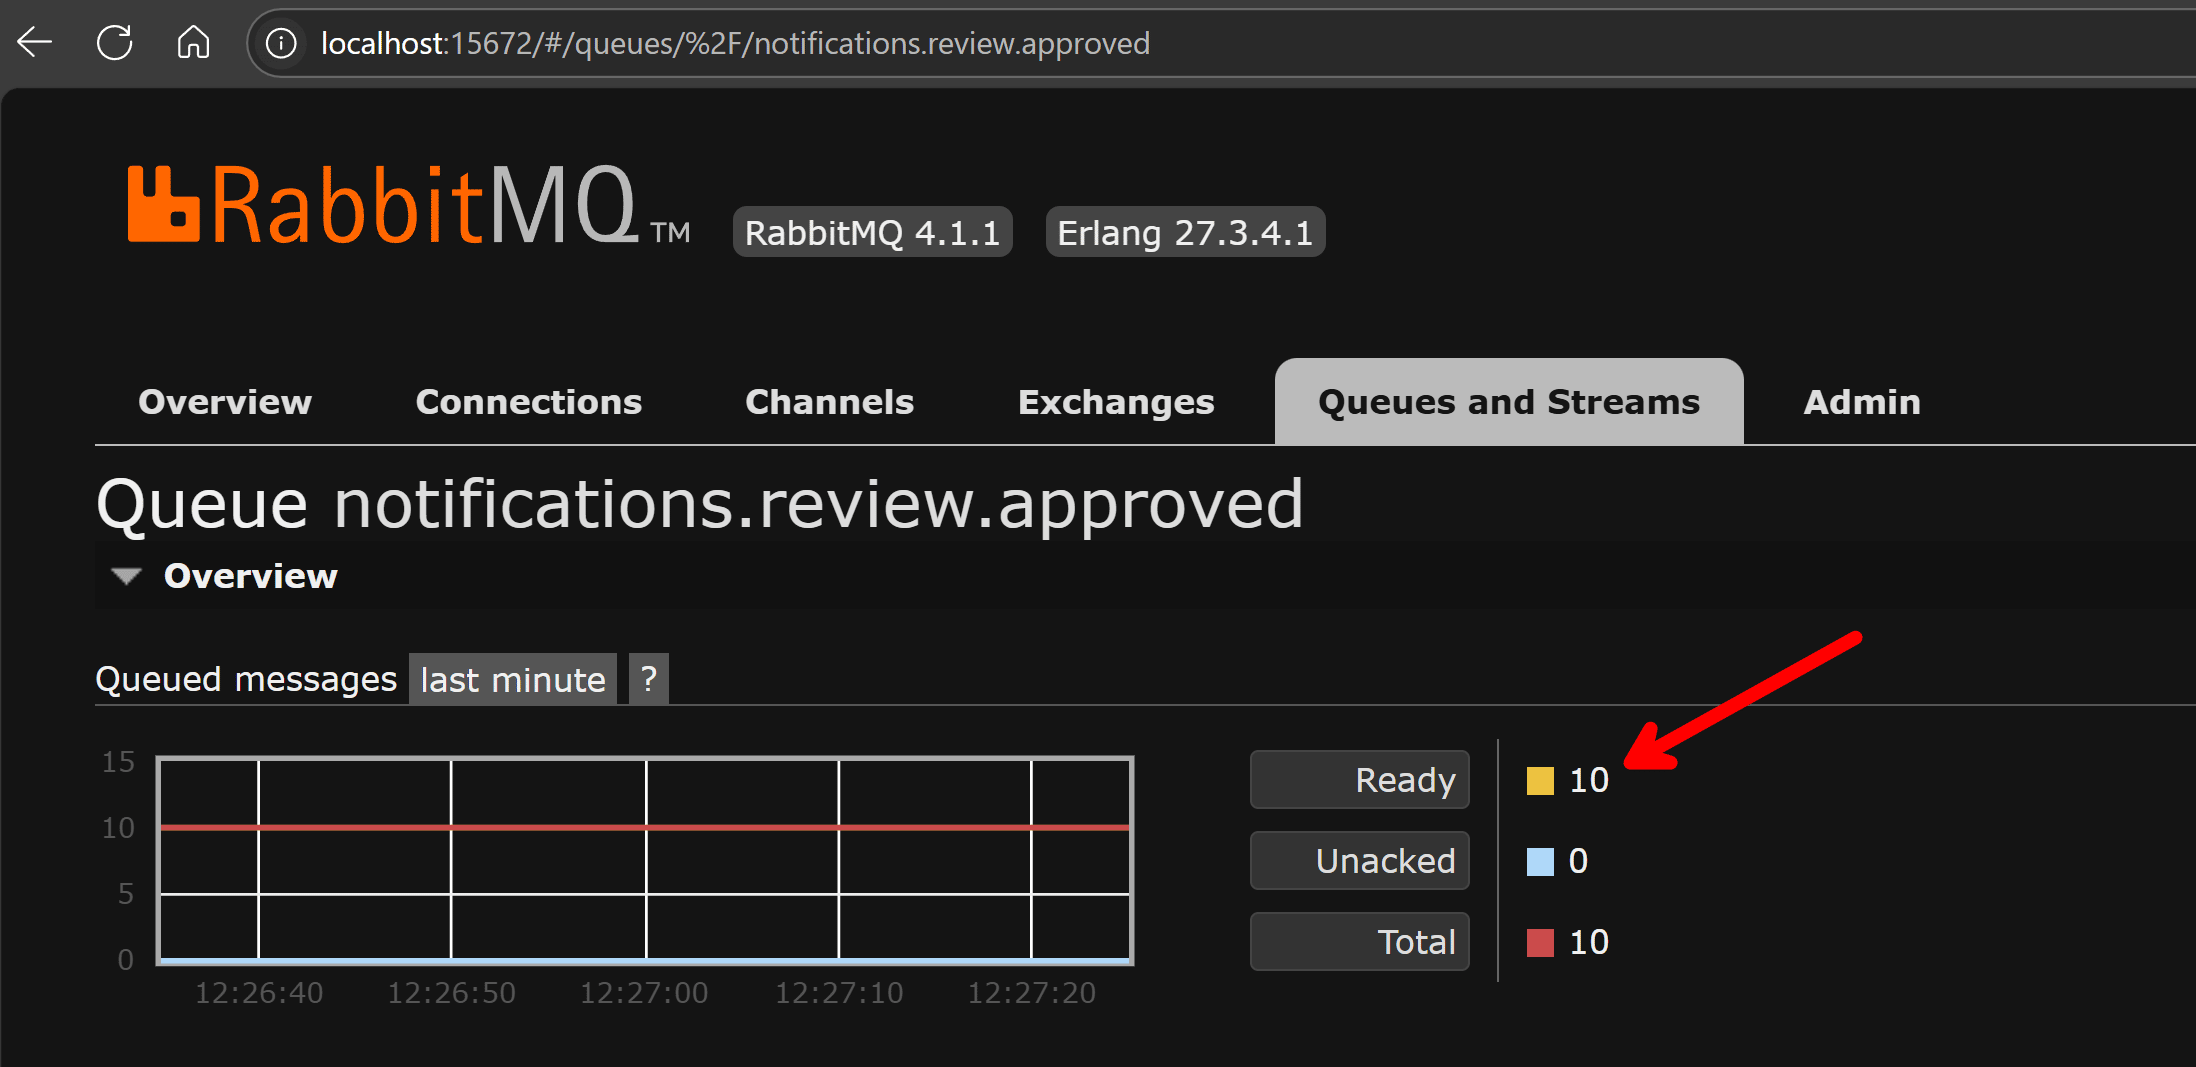 localhost:15672/#/queues/%2F/notifications.review.approved
RabbitMQ™ RabbitMQ 4.1.1 Erlang 27.3.4.1
Overview Connections Channels Exchanges Queues and Streams Admin
Queue notifications.review.approved
Overview
Queued messages last minute ?
15
10
5
0
12:26:40 12:26:50 12:27:00 12:27:10 12:27:20
Ready 10
Unacked 0
Total 10